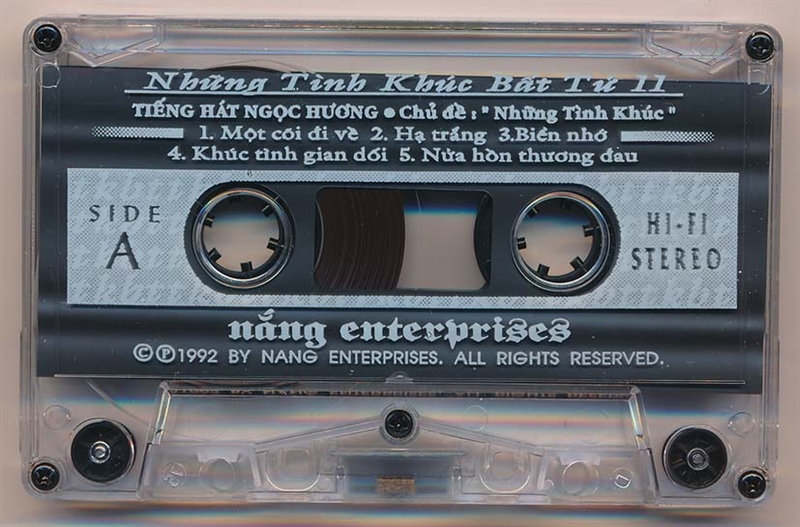 Những Tình Khúc Bất Tử 11
TIẾNG HÁT NGỌC HƯƠNG ● Chủ đề : " Những Tình Khúc "
1. Một cõi đi về 2. Hạ trắng 3.Biển nhớ
4. Khúc tình gian dối 5. Nửa hồn thương đau
SIDE
A
HI-FI
STEREO
nắng enterprises
©℗1992 BY NANG ENTERPRISES. ALL RIGHTS RESERVED.